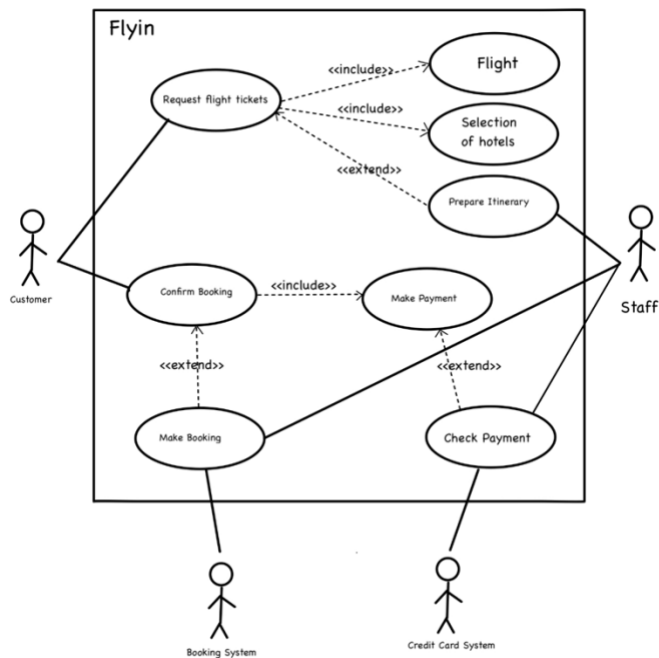 Flyin
<<include>>
Flight
Request flight tickets
<<include>>
Selection
of hotels
<<extend>>
Prepare Itinerary
Customer
Staff
Confirm Booking
<<include>>
Make Payment
<<extend>>
<<extend>>
Make Booking
Check Payment
Booking System
Credit Card System